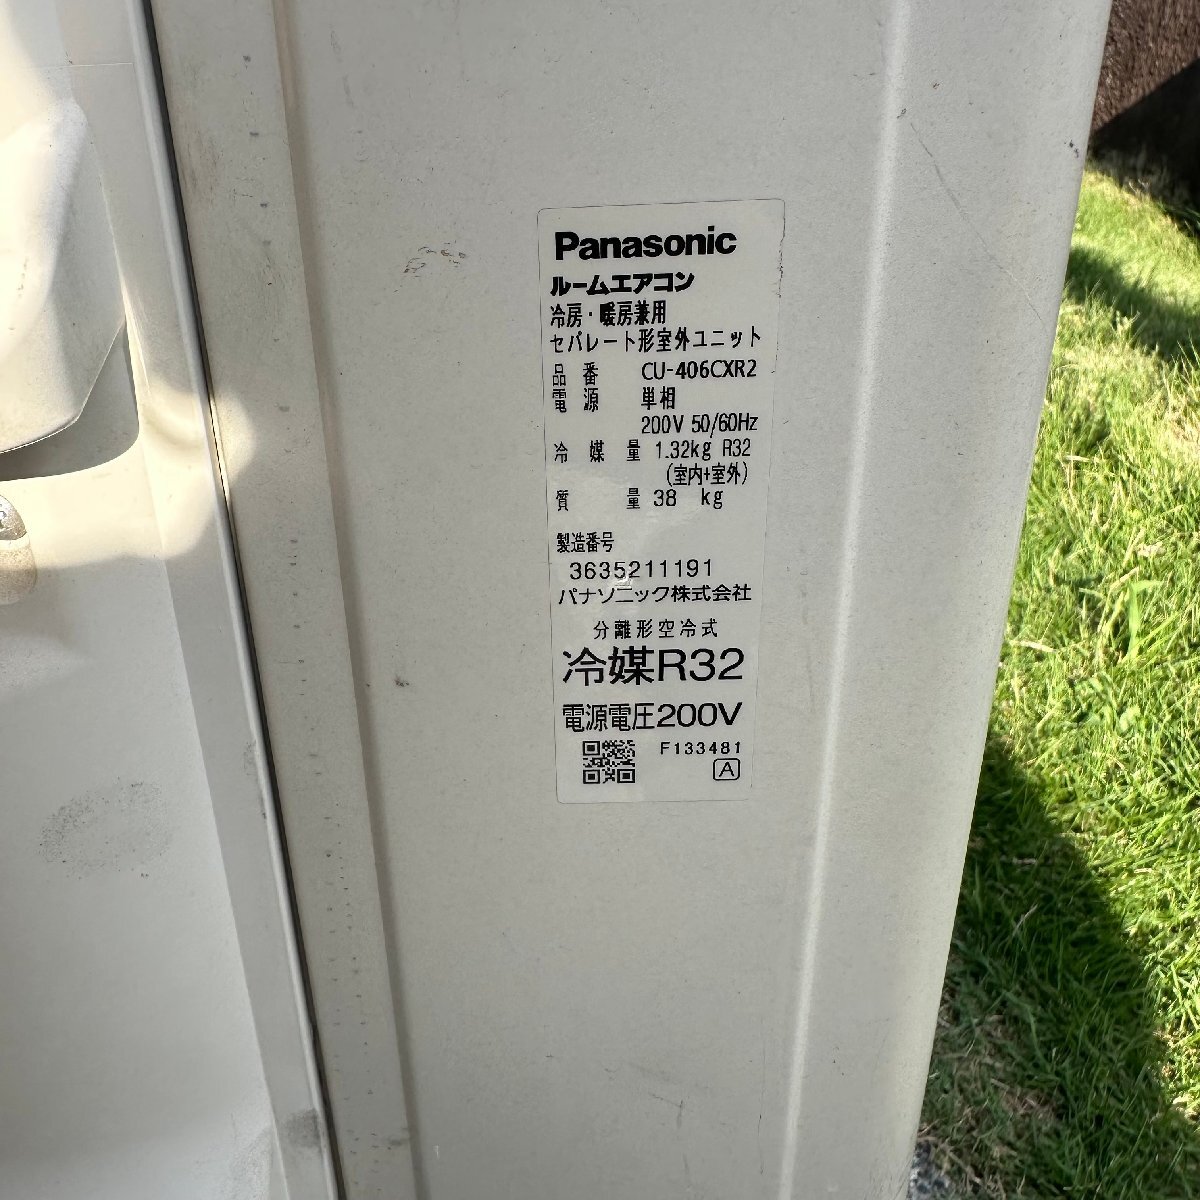 Panasonic
ルームエアコン
冷房・暖房兼用
セパレート形室外ユニット
品番 CU-406CXR2
電源 単相
200V 50/60Hz
冷媒量 1.32kg R32
(室内+室外)
質量 38 kg
製造番号
3635211191
パナソニック株式会社
分離形空冷式
冷媒R32
電源電圧200V
F133481
A